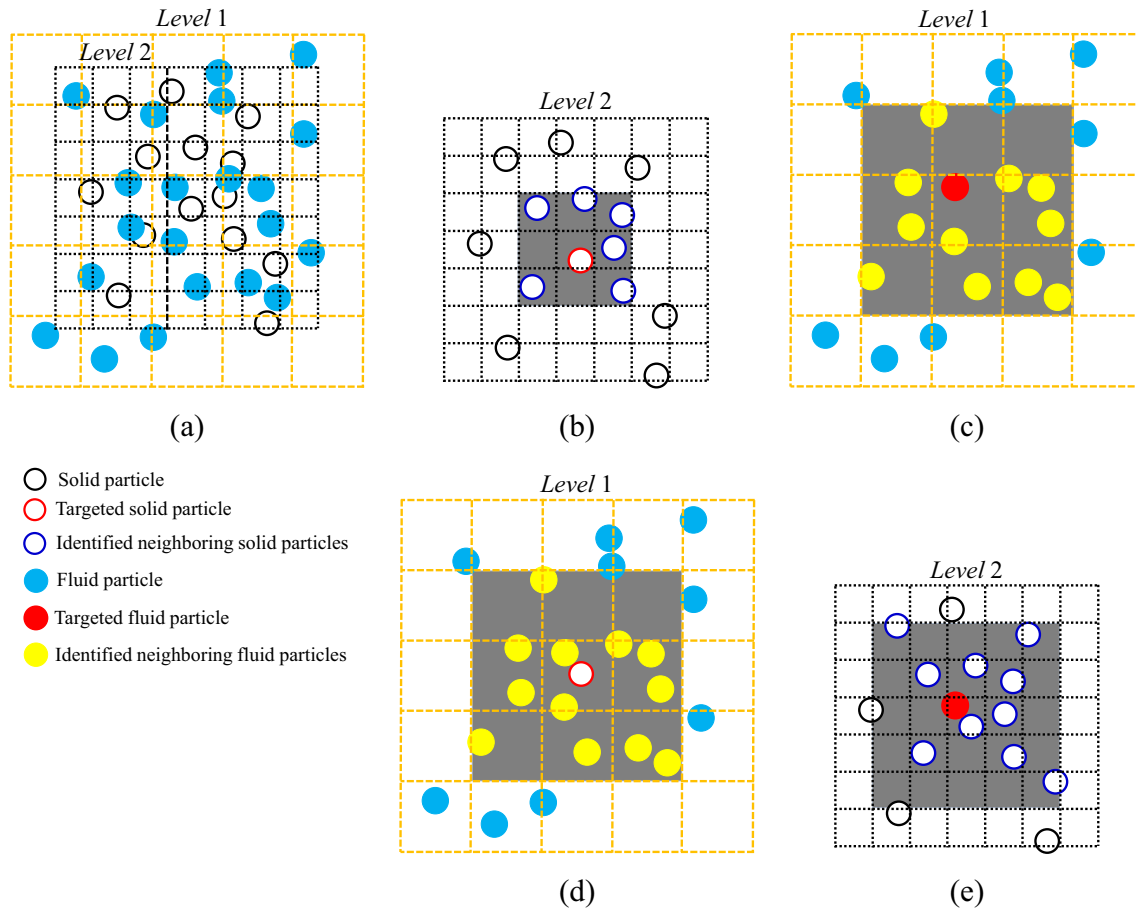 Level 1
Level 2
Level 2
Level 1
(a)
(b)
(c)
Solid particle
Targeted solid particle
Identified neighboring solid particles
Fluid particle
Targeted fluid particle
Identified neighboring fluid particles
Level 1
Level 2
(d)
(e)